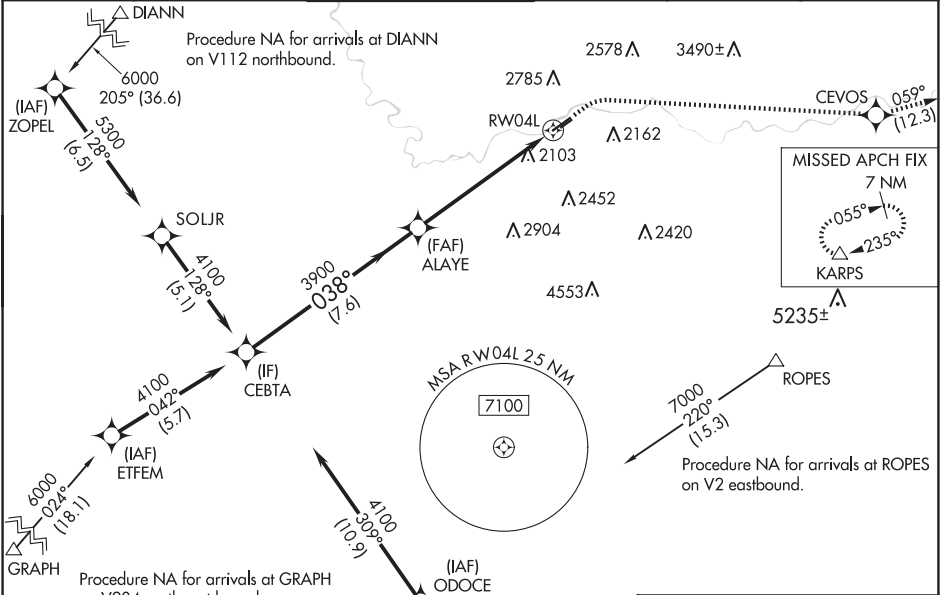 DIANN
Procedure NA for arrivals at DIANN
on V112 northbound.
6000
205° (36.6)
2578
3490±
2785
(IAF)
ZOPEL
5300
128°
(6.5)
RW04L
CEVOS
059°
(12.3)
2162
2103
MISSED APCH FIX
7 NM
055°
235°
KARPS
SOLJR
2452
2904
2420
(FAF)
ALAYE
4100
128°
(5.1)
3900
038°
(7.6)
4553
5235±
(IF)
CEBTA
MSA RW04L 25 NM
7100
ROPES
7000
220°
(15.3)
4100
042°
(5.7)
(IAF)
ETFEM
Procedure NA for arrivals at ROPES
on V2 eastbound.
6000
024°
(18.1)
4100
309°
(10.9)
GRAPH
(IAF)
ODOCE
Procedure NA for arrivals at GRAPH